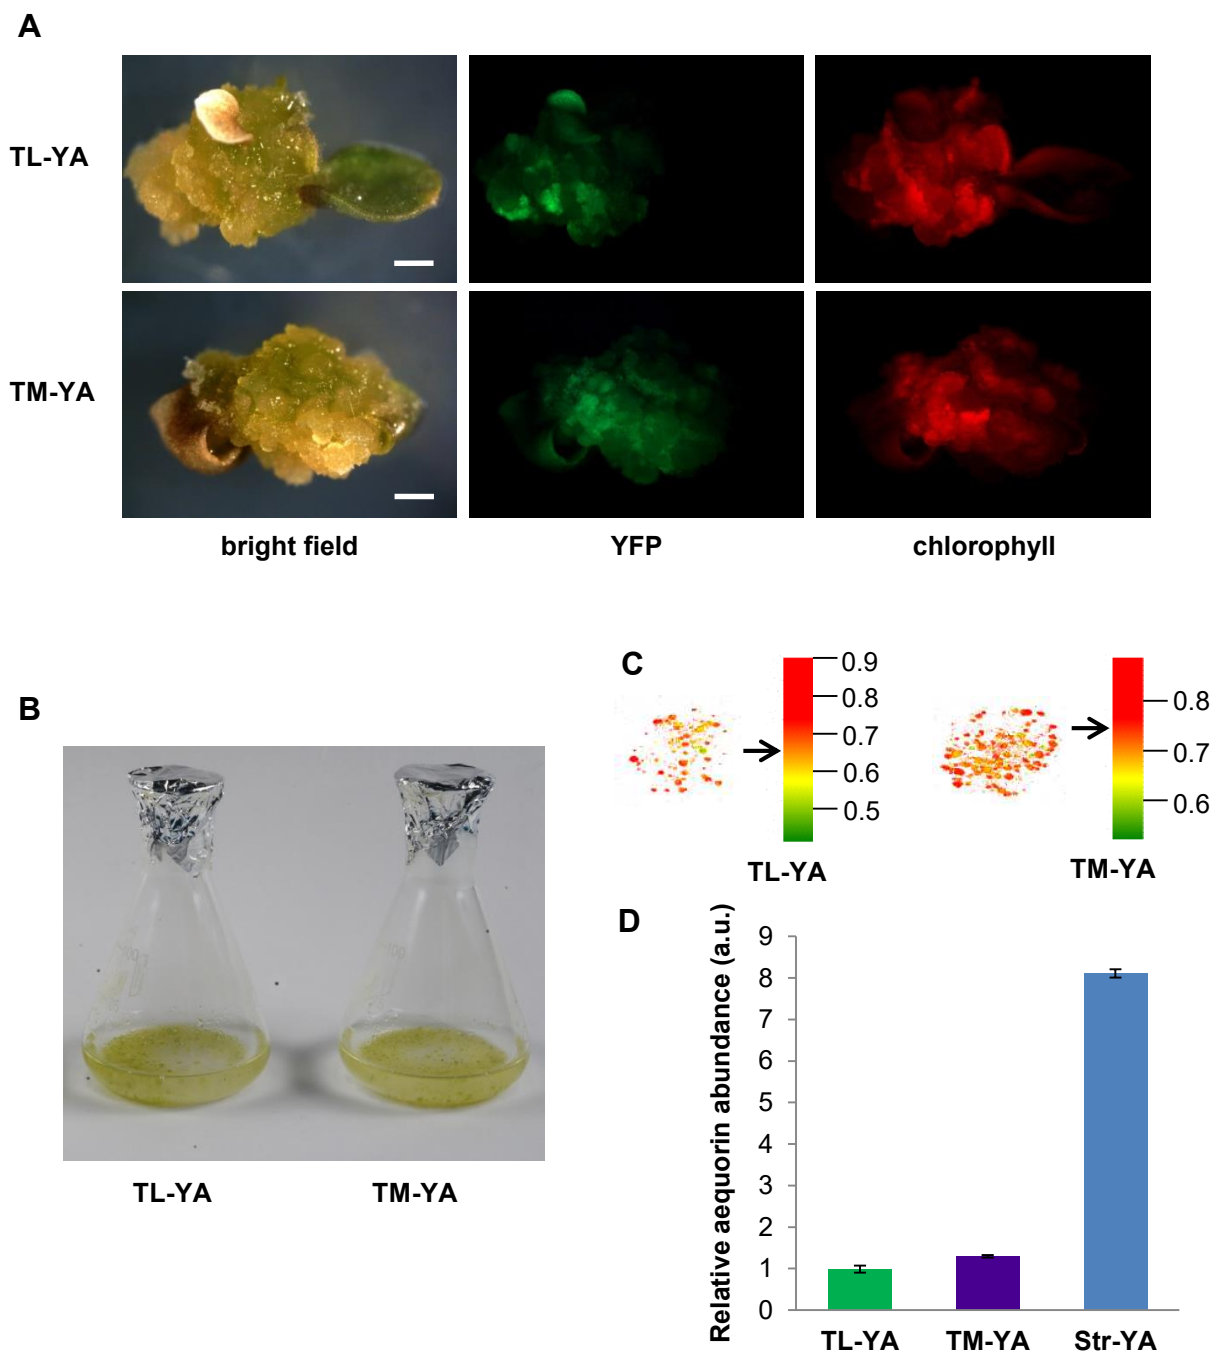 A
TL-YA
TM-YA
bright field
YFP
chlorophyll
B
TL-YA
TM-YA
C
0.9
0.8
0.7
0.6
0.5
TL-YA
0.8
0.7
0.6
TM-YA
D
Relative aequorin abundance (a.u.)
9
8
7
6
5
4
3
2
1
0
TL-YA
TM-YA
Str-YA